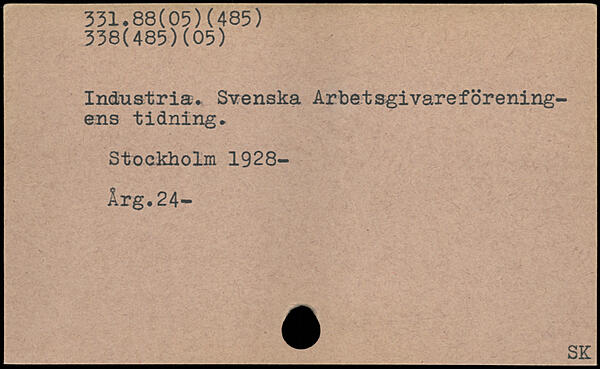 331.88(05)(485)
338(485)(05)
Industria. Svenska Arbetsgivareförening-
ens tidning.
Stockholm 1928-
Årg.24-
SK